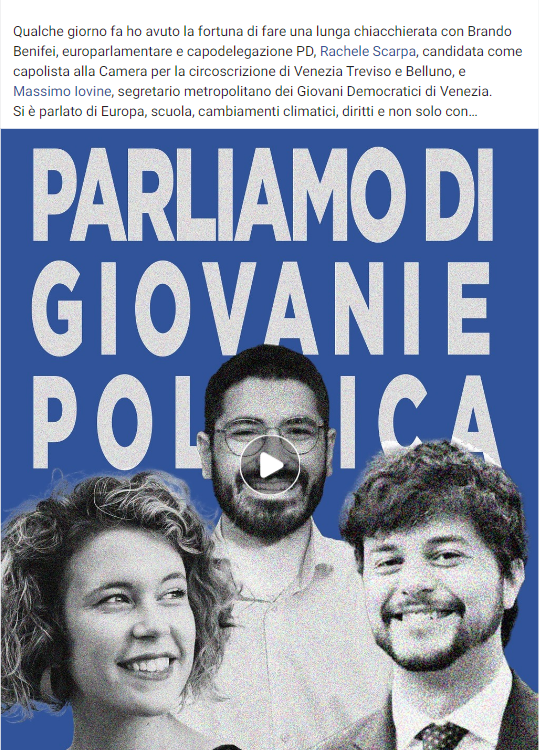 Qualche giorno fa ho avuto la fortuna di fare una lunga chiacchierata con Brando
Benifei, europarlamentare e capodelegazione PD, Rachele Scarpa, candidata come
capolista alla Camera per la circoscrizione di Venezia Treviso e Belluno, e
Massimo Iovine, segretario metropolitano dei Giovani Democratici di Venezia.
Si è parlato di Europa, scuola, cambiamenti climatici, diritti e non solo con...
PARLIAMO DI
GIOVANI E
POLITICA